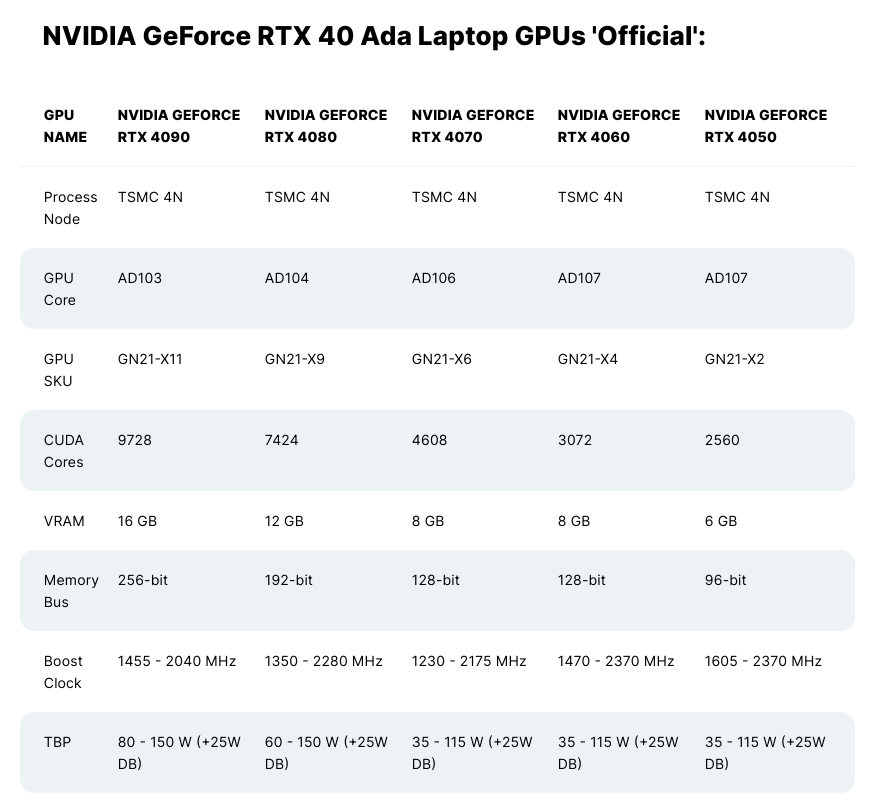 NVIDIA GeForce RTX 40 Ada Laptop GPUs 'Official':
GPU NAME NVIDIA GEFORCE RTX 4090 NVIDIA GEFORCE RTX 4080 NVIDIA GEFORCE RTX 4070 NVIDIA GEFORCE RTX 4060 NVIDIA GEFORCE RTX 4050
Process Node TSMC 4N TSMC 4N TSMC 4N TSMC 4N TSMC 4N
GPU Core AD103 AD104 AD106 AD107 AD107
GPU SKU GN21-X11 GN21-X9 GN21-X6 GN21-X4 GN21-X2
CUDA Cores 9728 7424 4608 3072 2560
VRAM 16 GB 12 GB 8 GB 8 GB 6 GB
Memory Bus 256-bit 192-bit 128-bit 128-bit 96-bit
Boost Clock 1455 - 2040 MHz 1350 - 2280 MHz 1230 - 2175 MHz 1470 - 2370 MHz 1605 - 2370 MHz
TBP 80 - 150 W (+25W DB) 60 - 150 W (+25W DB) 35 - 115 W (+25W DB) 35 - 115 W (+25W DB) 35 - 115 W (+25W DB)